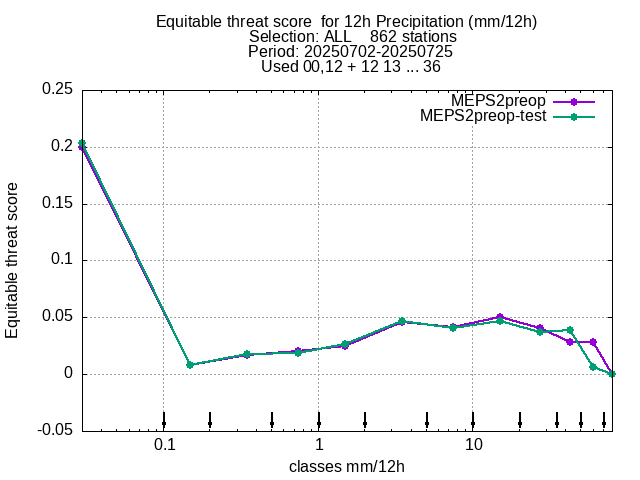 Equitable threat score  for 12h Precipitation (mm/12h)
Selection: ALL    862 stations
Period: 20250702-20250725
Used 00,12 + 12 13 ... 36
MEPS2preop
MEPS2preop-test
Equitable threat score
0.25
0.2
0.15
0.1
0.05
0
-0.05
0.1
1
10
classes mm/12h